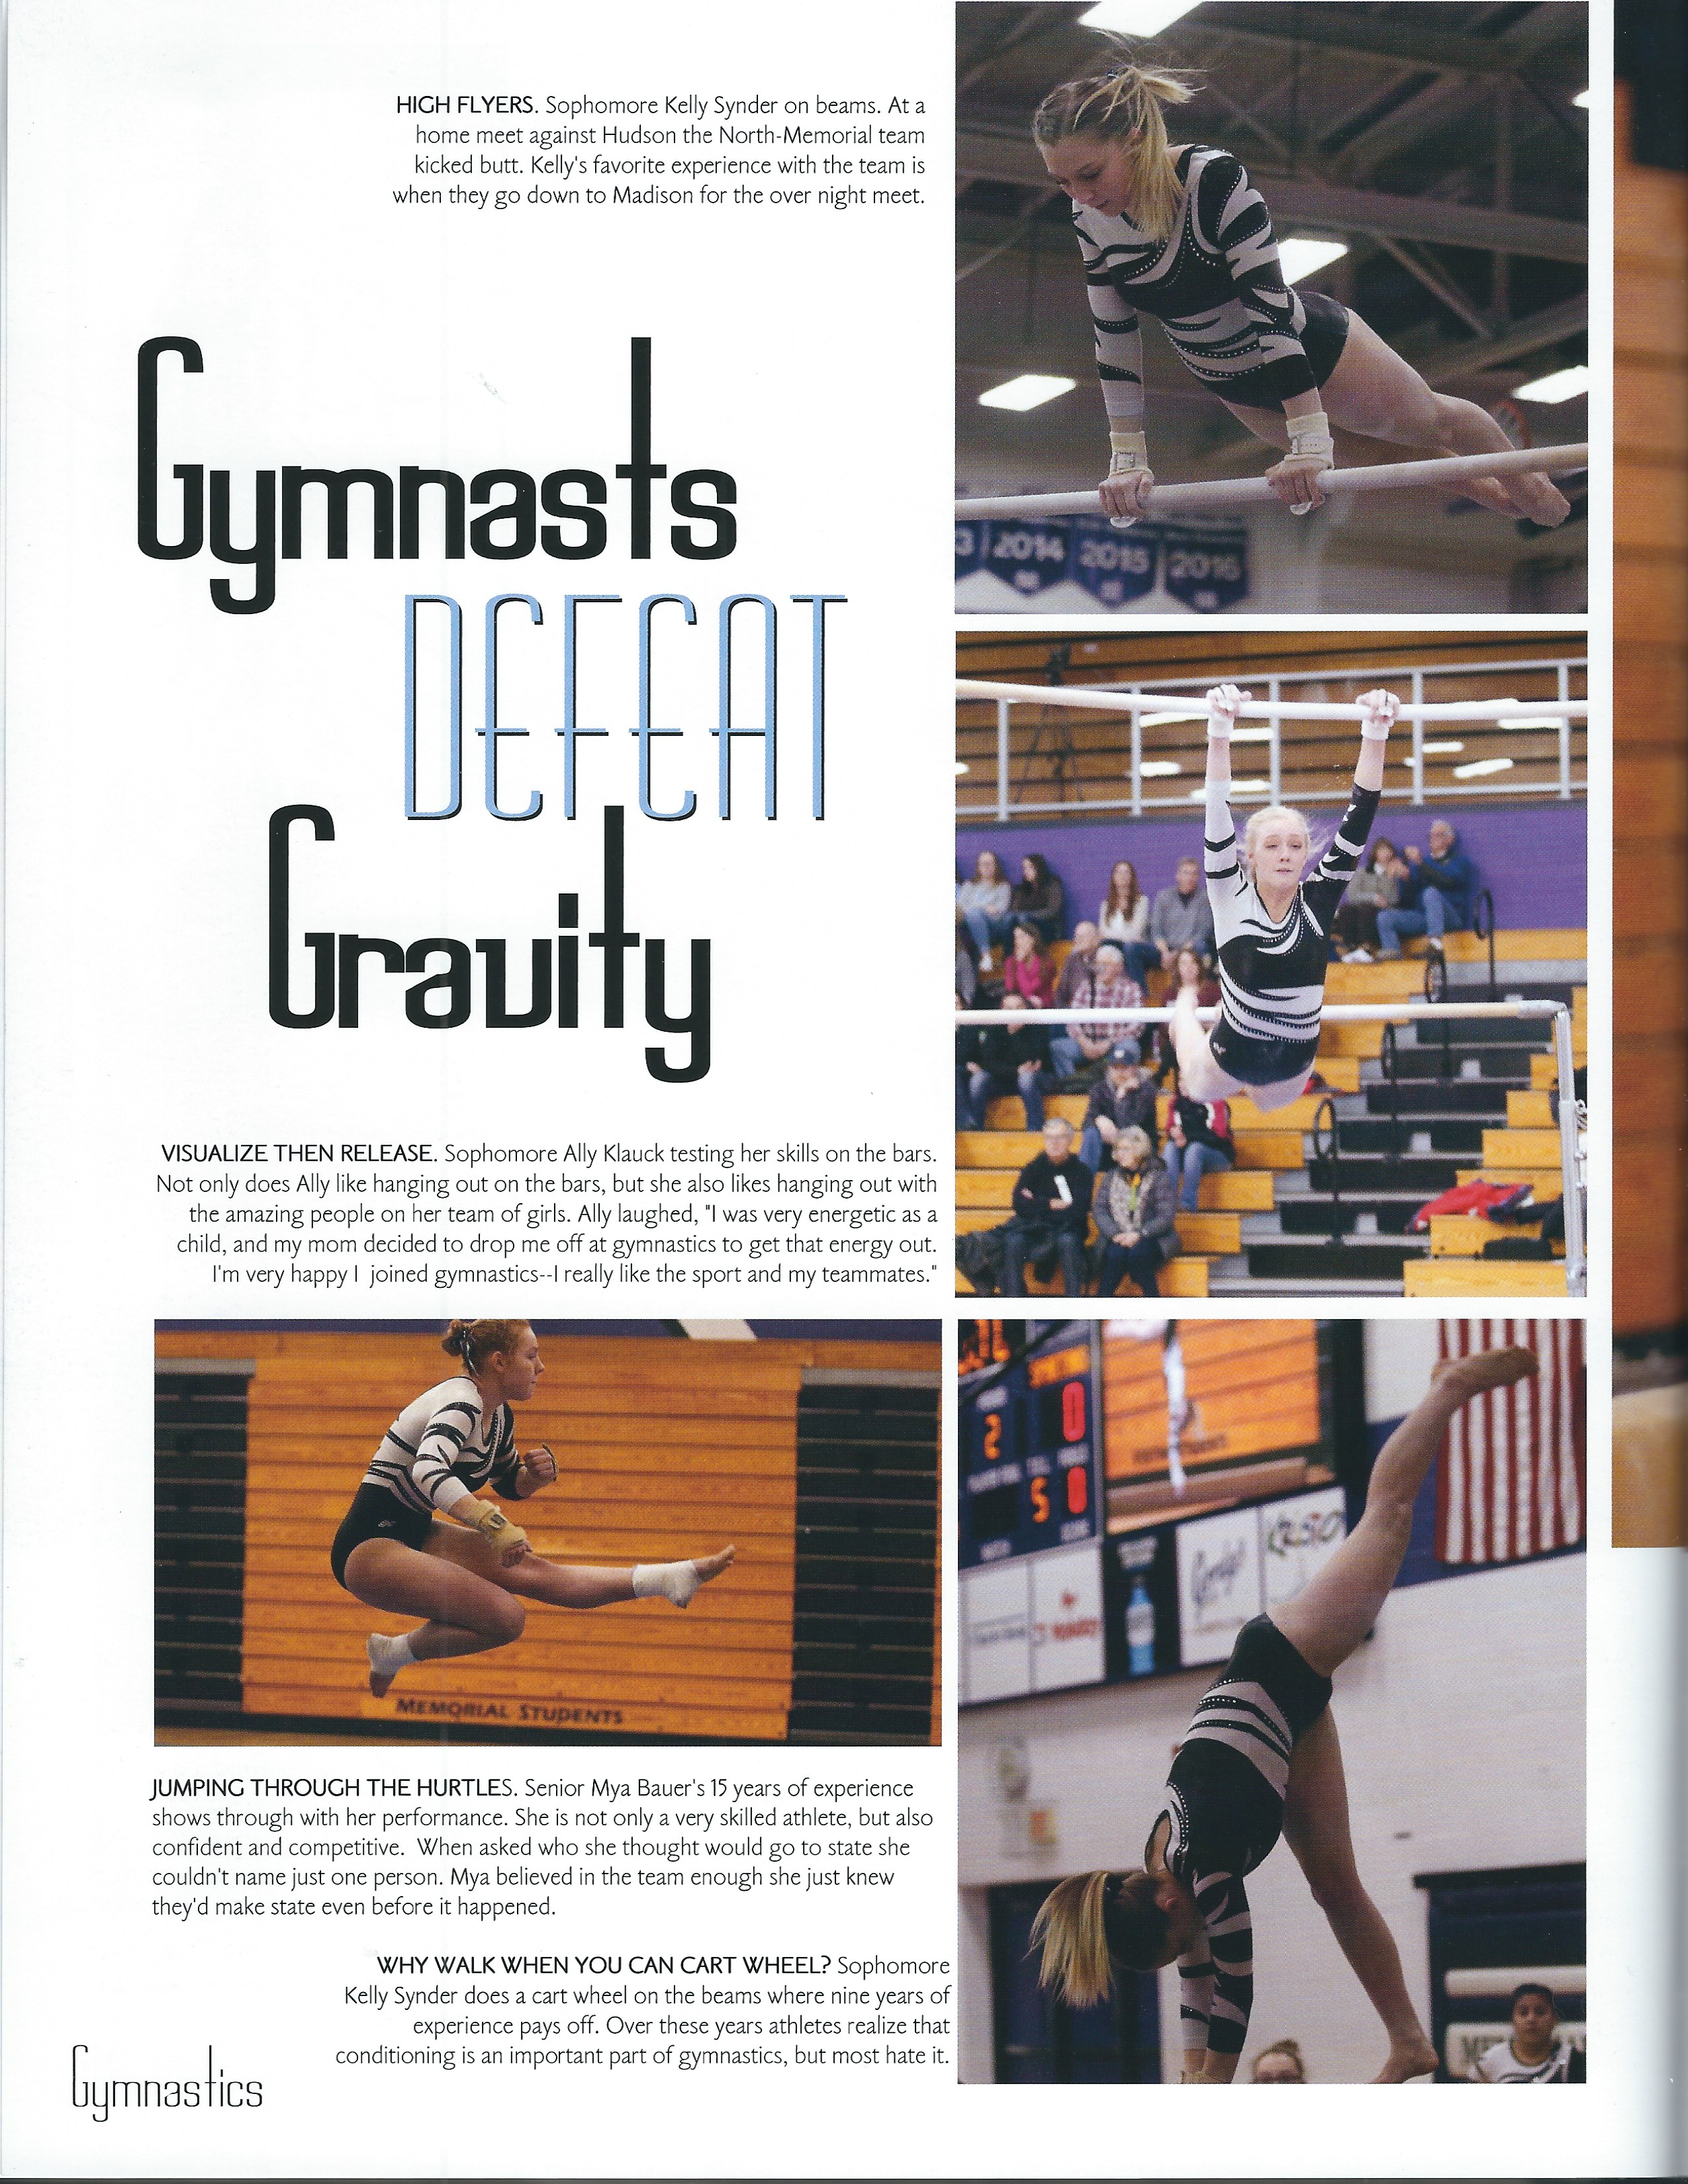 HIGH FLYERS. Sophomore Kelly Synder on beams. At a
home meet against Hudson the North-Memorial team
kicked butt. Kelly's favorite experience with the team is
when they go down to Madison for the over night meet.
Gymnasts
DEFEAT
Gravity
3 2014 2015 2016
VISUALIZE THEN RELEASE. Sophomore Ally Klauck testing her skills on the bars.
Not only does Ally like hanging out on the bars, but she also likes hanging out with
the amazing people on her team of girls. Ally laughed, "I was very energetic as a
child, and my mom decided to drop me off at gymnastics to get that energy out.
I'm very happy I joined gymnastics--I really like the sport and my teammates."
MEMORIAL STUDENTS
2 0
5 0
JUMPING THROUGH THE HURTLES. Senior Mya Bauer's 15 years of experience
shows through with her performance. She is not only a very skilled athlete, but also
confident and competitive. When asked who she thought would go to state she
couldn't name just one person. Mya believed in the team enough she just knew
they'd make state even before it happened.
WHY WALK WHEN YOU CAN CART WHEEL? Sophomore
Kelly Synder does a cart wheel on the beams where nine years of
experience pays off. Over these years athletes realize that
conditioning is an important part of gymnastics, but most hate it.
Gymnastics